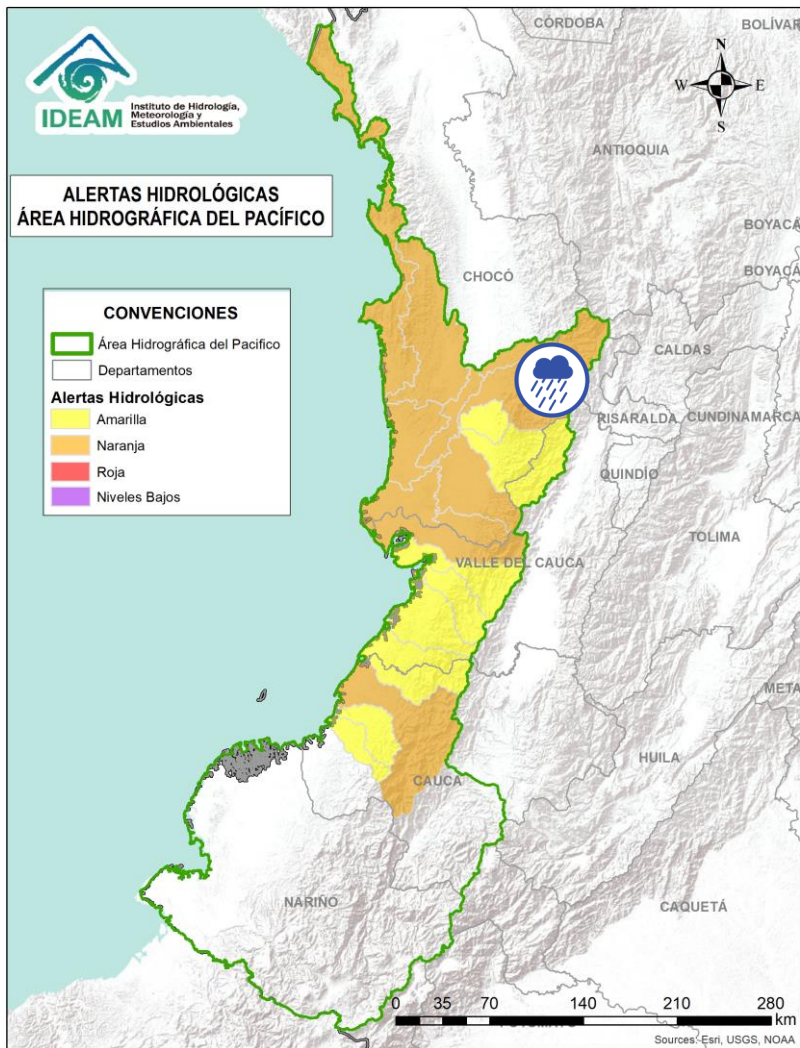 IDEAM
Instituto de Hidrología,
Meteorología y
Estudios Ambientales
ALERTAS HIDROLÓGICAS
ÁREA HIDROGRÁFICA DEL PACÍFICO
CONVENCIONES
Área Hidrográfica del Pacifico
Departamentos
Alertas Hidrológicas
Amarilla
Naranja
Roja
Niveles Bajos
N
W E
S
CÓRDOBA
BOLÍVAR
ANTIOQUIA
BOYACÁ
CHOCÓ
BOYACÁ
CALDAS
RISARALDA
CUNDINAMARCA
QUINDÍO
TOLIMA
VALLE DEL CAUCA
META
HUILA
CAUCA
NARIÑO
CAQUETÁ
0 35 70 140 210 280
km
Sources: Esri, USGS, NOAA